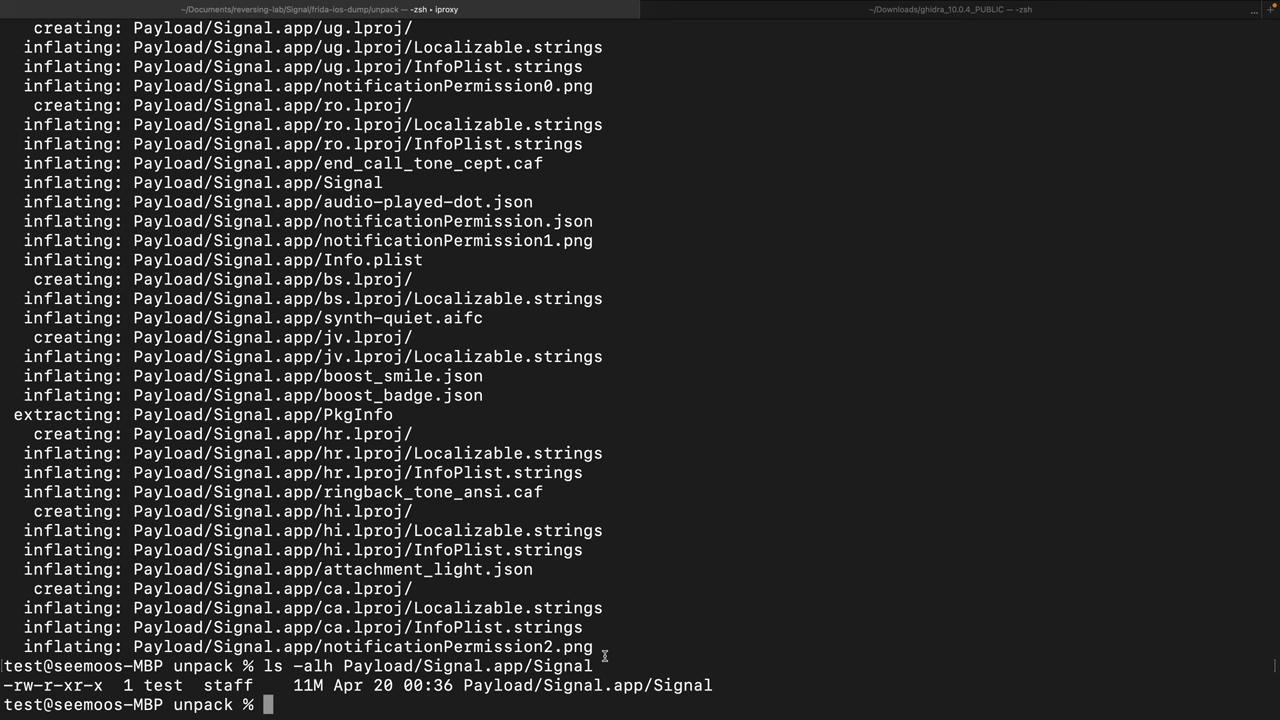 ~/Documents/reversing-lab/Signal/frida-ios-dump/unpack — -zsh ▸ iproxy
~/Downloads/ghidra_10.0.4_PUBLIC — -zsh
... +
creating: Payload/Signal.app/ug.lproj/
inflating: Payload/Signal.app/ug.lproj/Localizable.strings
inflating: Payload/Signal.app/ug.lproj/InfoPlist.strings
inflating: Payload/Signal.app/notificationPermission0.png
creating: Payload/Signal.app/ro.lproj/
inflating: Payload/Signal.app/ro.lproj/Localizable.strings
inflating: Payload/Signal.app/ro.lproj/InfoPlist.strings
inflating: Payload/Signal.app/end_call_tone_cept.caf
inflating: Payload/Signal.app/Signal
inflating: Payload/Signal.app/audio-played-dot.json
inflating: Payload/Signal.app/notificationPermission.json
inflating: Payload/Signal.app/notificationPermission1.png
inflating: Payload/Signal.app/Info.plist
creating: Payload/Signal.app/bs.lproj/
inflating: Payload/Signal.app/bs.lproj/Localizable.strings
inflating: Payload/Signal.app/synth-quiet.aifc
creating: Payload/Signal.app/jv.lproj/
inflating: Payload/Signal.app/jv.lproj/Localizable.strings
inflating: Payload/Signal.app/boost_smile.json
inflating: Payload/Signal.app/boost_badge.json
extracting: Payload/Signal.app/PkgInfo
creating: Payload/Signal.app/hr.lproj/
inflating: Payload/Signal.app/hr.lproj/Localizable.strings
inflating: Payload/Signal.app/hr.lproj/InfoPlist.strings
inflating: Payload/Signal.app/ringback_tone_ansi.caf
creating: Payload/Signal.app/hi.lproj/
inflating: Payload/Signal.app/hi.lproj/Localizable.strings
inflating: Payload/Signal.app/hi.lproj/InfoPlist.strings
inflating: Payload/Signal.app/attachment_light.json
creating: Payload/Signal.app/ca.lproj/
inflating: Payload/Signal.app/ca.lproj/Localizable.strings
inflating: Payload/Signal.app/ca.lproj/InfoPlist.strings
inflating: Payload/Signal.app/notificationPermission2.png
test@seemoos-MBP unpack % ls -alh Payload/Signal.app/Signal
-rw-r-xr-x 1 test staff 11M Apr 20 00:36 Payload/Signal.app/Signal
test@seemoos-MBP unpack %